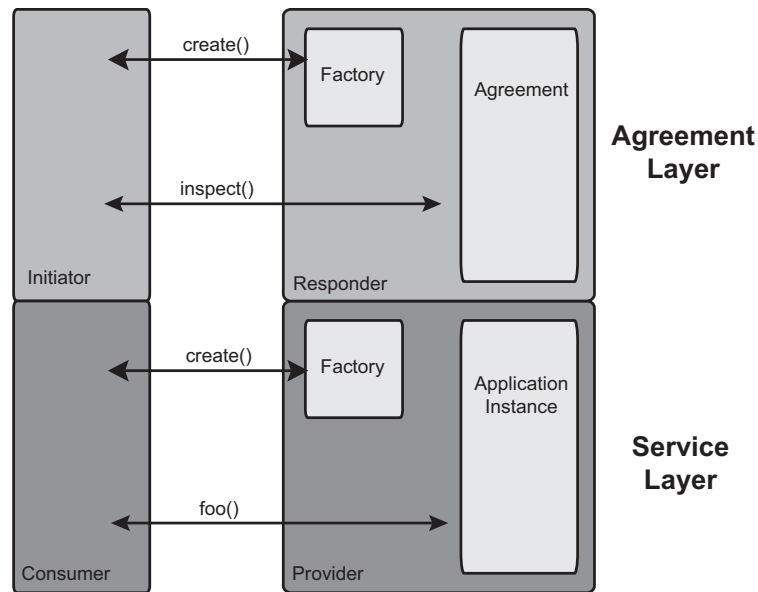 create()
Factory
Agreement
Agreement
Layer
inspect()
Initiator
Responder
create()
Factory
Application
Instance
Service
Layer
foo()
Consumer
Provider